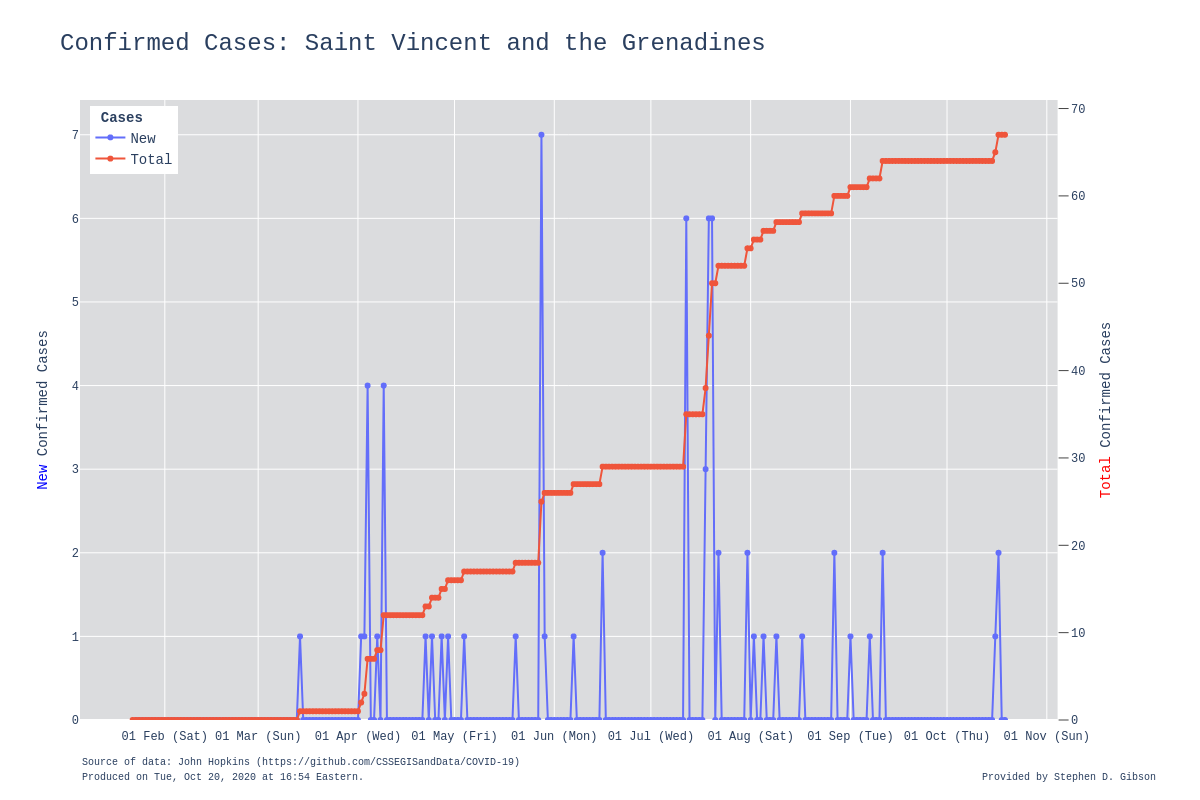 Confirmed Cases: Saint Vincent and the Grenadines
Cases
New
Total
7
6
5
4
3
2
1
0
New Confirmed Cases
70
60
50
40
30
20
10
0
Total Confirmed Cases
01 Feb (Sat) 01 Mar (Sun) 01 Apr (Wed) 01 May (Fri) 01 Jun (Mon) 01 Jul (Wed) 01 Aug (Sat) 01 Sep (Tue) 01 Oct (Thu) 01 Nov (Sun)
Source of data: John Hopkins (https://github.com/CSSEGISandData/COVID-19)
Produced on Tue, Oct 20, 2020 at 16:54 Eastern.
Provided by Stephen D. Gibson